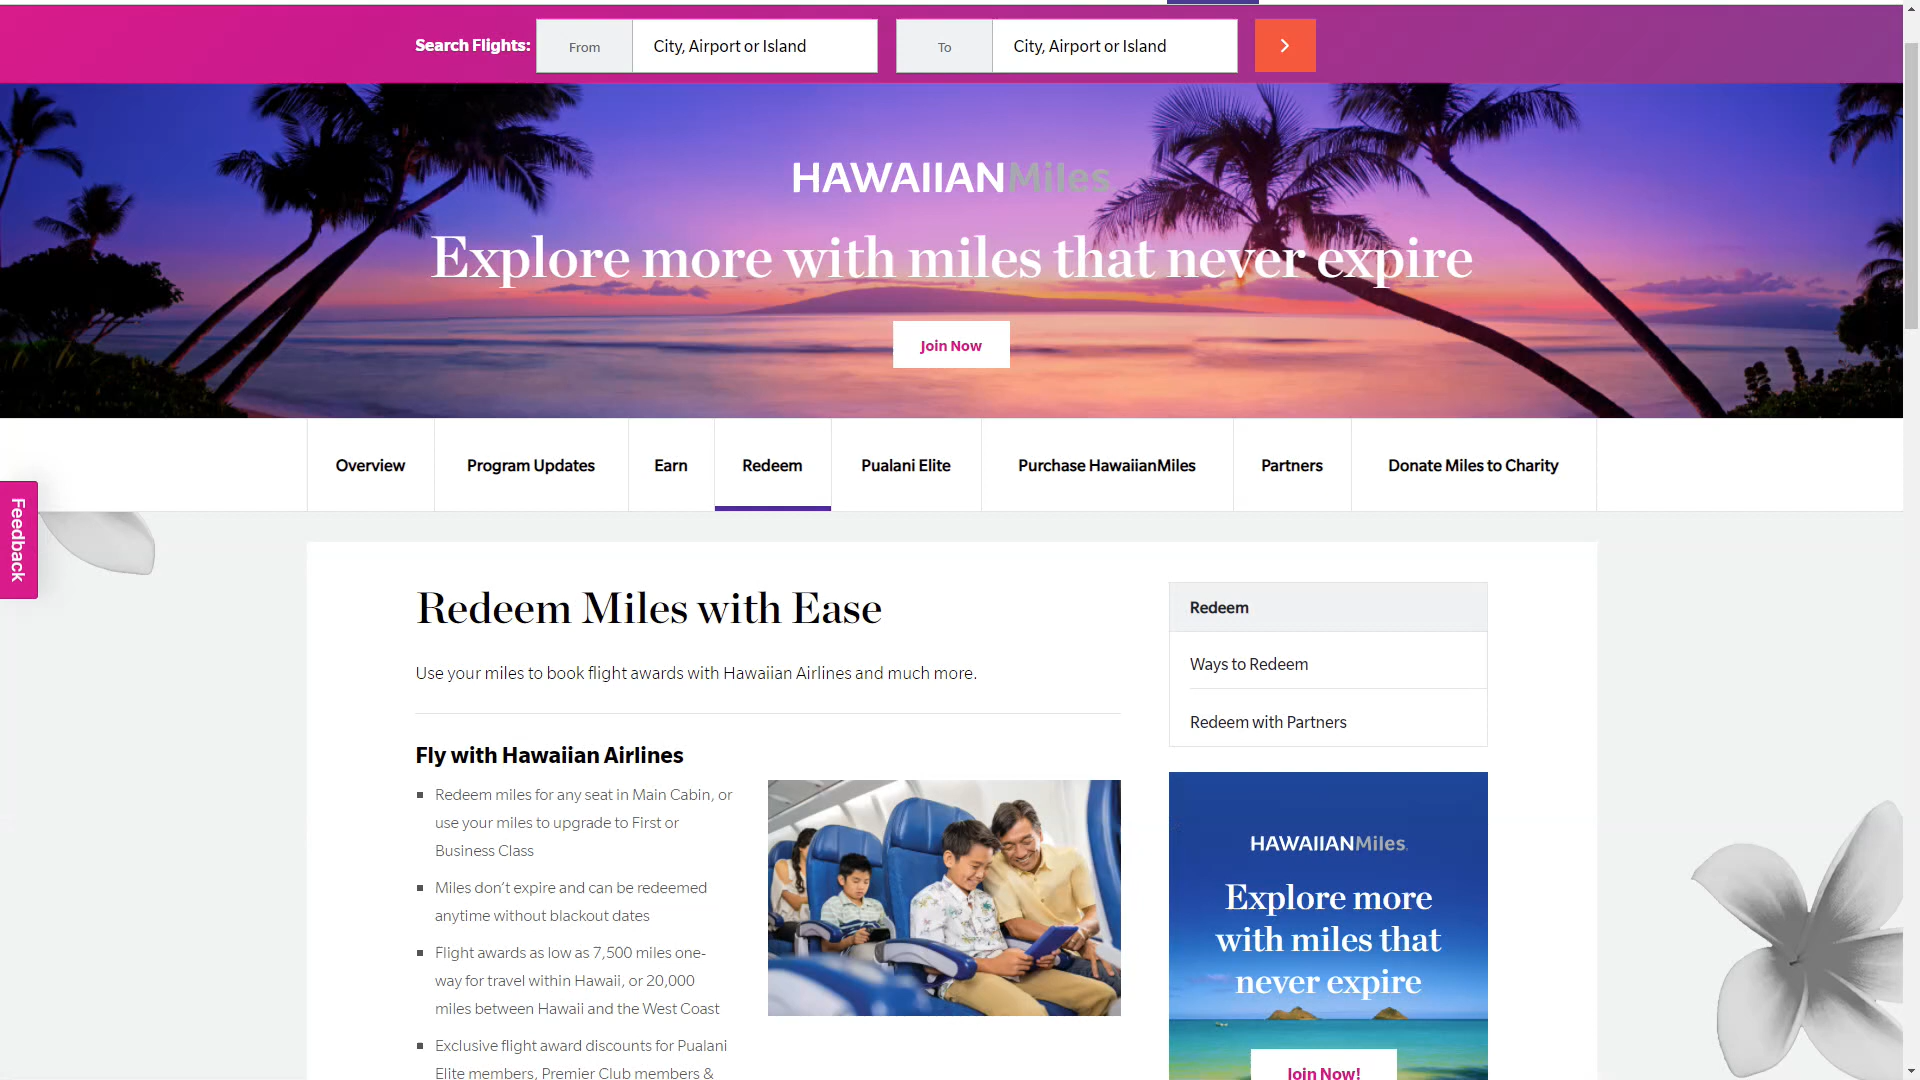 Search Flights:
From
City, Airport or Island
To
City, Airport or Island
HAWAIIANMiles
Explore more with miles that never expire
Join Now
Overview
Program Updates
Earn
Redeem
Pualani Elite
Purchase HawaiianMiles
Partners
Donate Miles to Charity
Feedback
Redeem Miles with Ease
Use your miles to book flight awards with Hawaiian Airlines and much more.
Fly with Hawaiian Airlines
Redeem miles for any seat in Main Cabin, or
use your miles to upgrade to First or
Business Class
Miles don't expire and can be redeemed
anytime without blackout dates
Flight awards as low as 7,500 miles one-
way for travel within Hawaii, or 20,000
miles between Hawaii and the West Coast
Exclusive flight award discounts for Pualani
Elite members, Premier Club members &
Redeem
Ways to Redeem
Redeem with Partners
HAWAIIANMiles
Explore more
with miles that
never expire
Join Now!